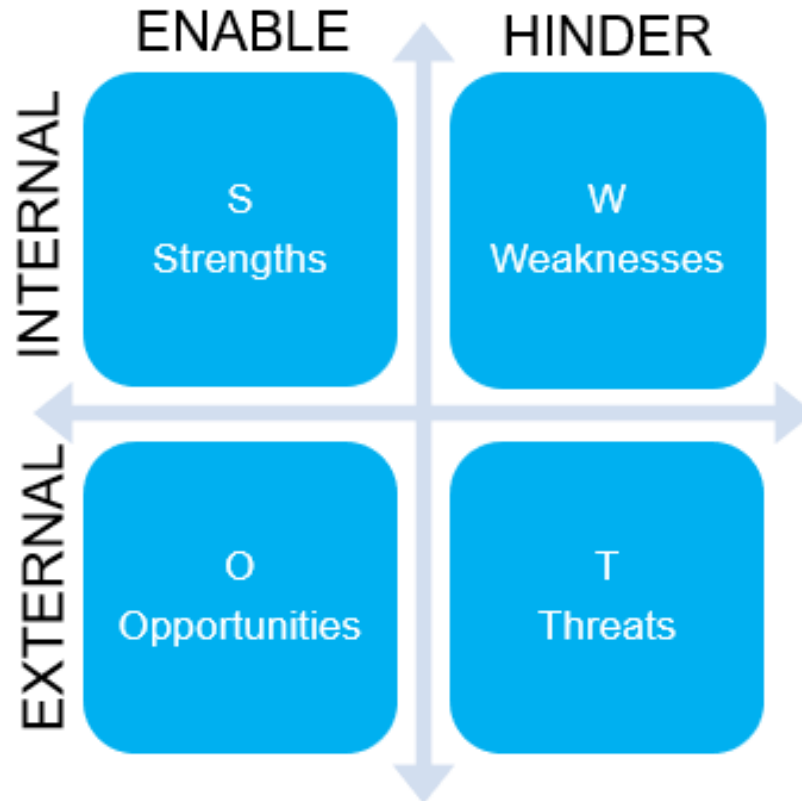 ENABLE
HINDER
INTERNAL
S
Strengths
W
Weaknesses
EXTERNAL
O
Opportunities
T
Threats